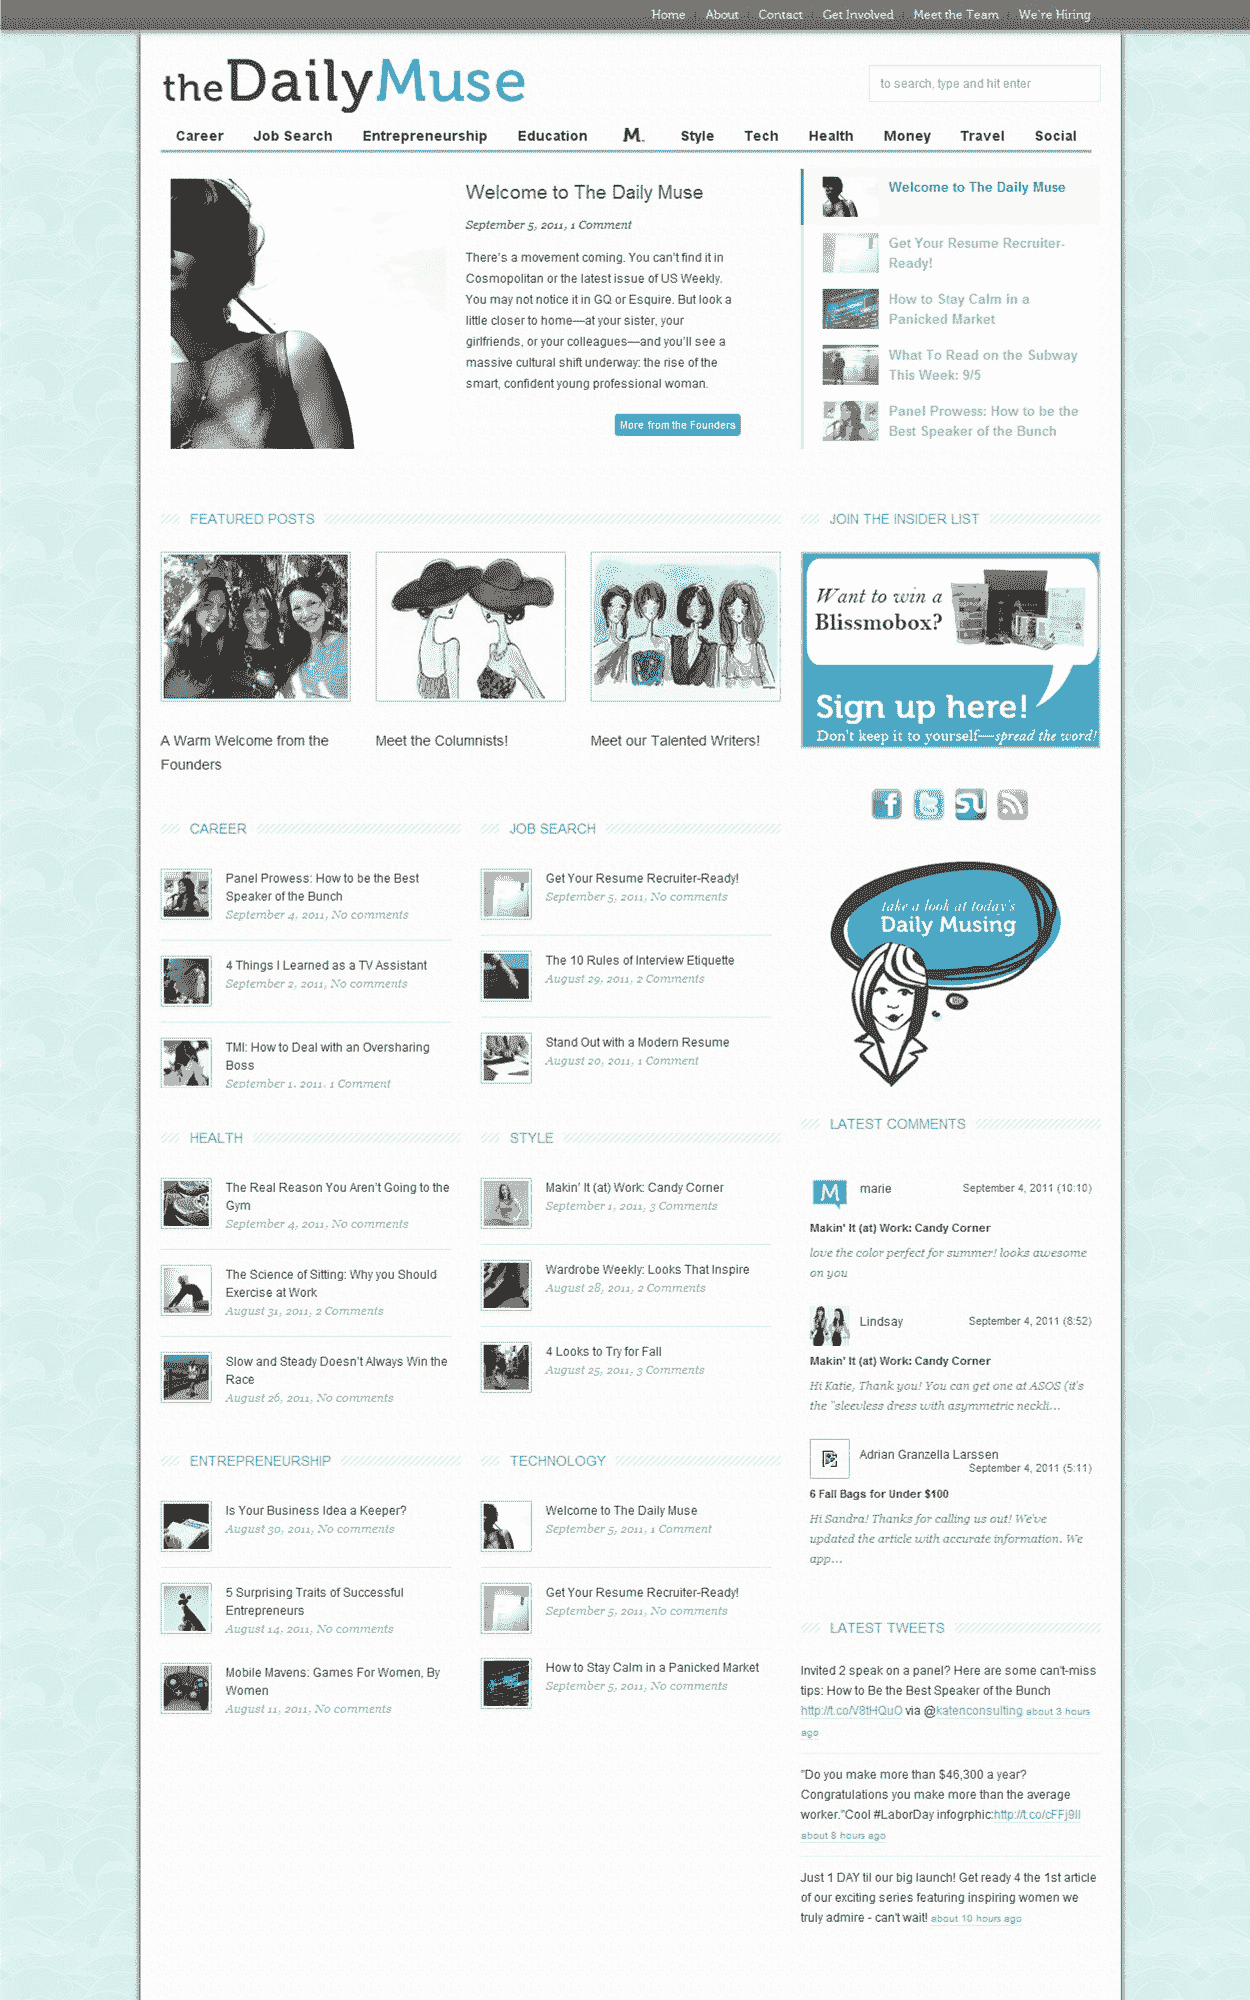 Home About Contact Get Involved Meet the Team We're Hiring
theDailyMuse
to search, type and hit enter
Career Job Search Entrepreneurship Education M. Style Tech Health Money Travel Social
Welcome to The Daily Muse
September 5, 2011, 1 Comment
There's a movement coming. You can't find it in
Cosmopolitan or the latest issue of US Weekly.
You may not notice it in GQ or Esquire. But look a
little closer to home—at your sister, your
girlfriends, or your colleagues—and you'll see a
massive cultural shift underway: the rise of the
smart, confident young professional woman.
More from the Founders
Welcome to The Daily Muse
Get Your Resume Recruiter-
Ready!
How to Stay Calm in a
Panicked Market
What To Read on the Subway
This Week: 9/5
Panel Prowess: How to be the
Best Speaker of the Bunch
FEATURED POSTS
A Warm Welcome from the
Founders
Meet the Columnists!
Meet our Talented Writers!
JOIN THE INSIDER LIST
Want to win a
Blissmobox?
Sign up here!
Don't keep it to yourself—spread the word!
CAREER
Panel Prowess: How to be the Best
Speaker of the Bunch
September 4, 2011, No comments
4 Things I Learned as a TV Assistant
September 2, 2011, No comments
TMI: How to Deal with an Oversharing
Boss
September 1, 2011, 1 Comment
JOB SEARCH
Get Your Resume Recruiter-Ready!
September 5, 2011, No comments
The 10 Rules of Interview Etiquette
August 29, 2011, 2 Comments
Stand Out with a Modern Resume
August 20, 2011, 1 Comment
take a look at today's
Daily Musing
HEALTH
The Real Reason You Aren't Going to the
Gym
September 4, 2011, No comments
The Science of Sitting: Why you Should
Exercise at Work
August 31, 2011, 2 Comments
Slow and Steady Doesn't Always Win the
Race
August 26, 2011, No comments
STYLE
Makin' It (at) Work: Candy Corner
September 1, 2011, 3 Comments
Wardrobe Weekly: Looks That Inspire
August 28, 2011, 2 Comments
4 Looks to Try for Fall
August 25, 2011, 3 Comments
LATEST COMMENTS
M
marie September 4, 2011 (10:10)
Makin' It (at) Work: Candy Corner
love the color perfect for summer! looks awesome
on you
Lindsay September 4, 2011 (8:52)
Makin' It (at) Work: Candy Corner
Hi Katie, Thank you! You can get one at ASOS (it's
the "sleevless dress with asymmetric neckli...
Adrian Granzella Larssen
September 4, 2011 (5:11)
6 Fall Bags for Under $100
Hi Sandra! Thanks for calling us out! We've
updated the article with accurate information. We
app...
ENTREPRENEURSHIP
Is Your Business Idea a Keeper?
August 30, 2011, No comments
5 Surprising Traits of Successful
Entrepreneurs
August 14, 2011, No comments
Mobile Mavens: Games For Women, By
Women
August 11, 2011, No comments
TECHNOLOGY
Welcome to The Daily Muse
September 5, 2011, 1 Comment
Get Your Resume Recruiter-Ready!
September 5, 2011, No comments
How to Stay Calm in a Panicked Market
September 5, 2011, No comments
LATEST TWEETS
Invited 2 speak on a panel? Here are some can't-miss
tips: How to Be the Best Speaker of the Bunch
http://t.co/V8tHQuO via @katenconsulting about 3 hours
ago
"Do you make more than $46,300 a year?
Congratulations you make more than the average
worker."Cool #LaborDay infogrphic:http://t.co/cFFj9Il
about 8 hours ago
Just 1 DAY til our big launch! Get ready 4 the 1st article
of our exciting series featuring inspiring women we
truly admire - can't wait! about 10 hours ago